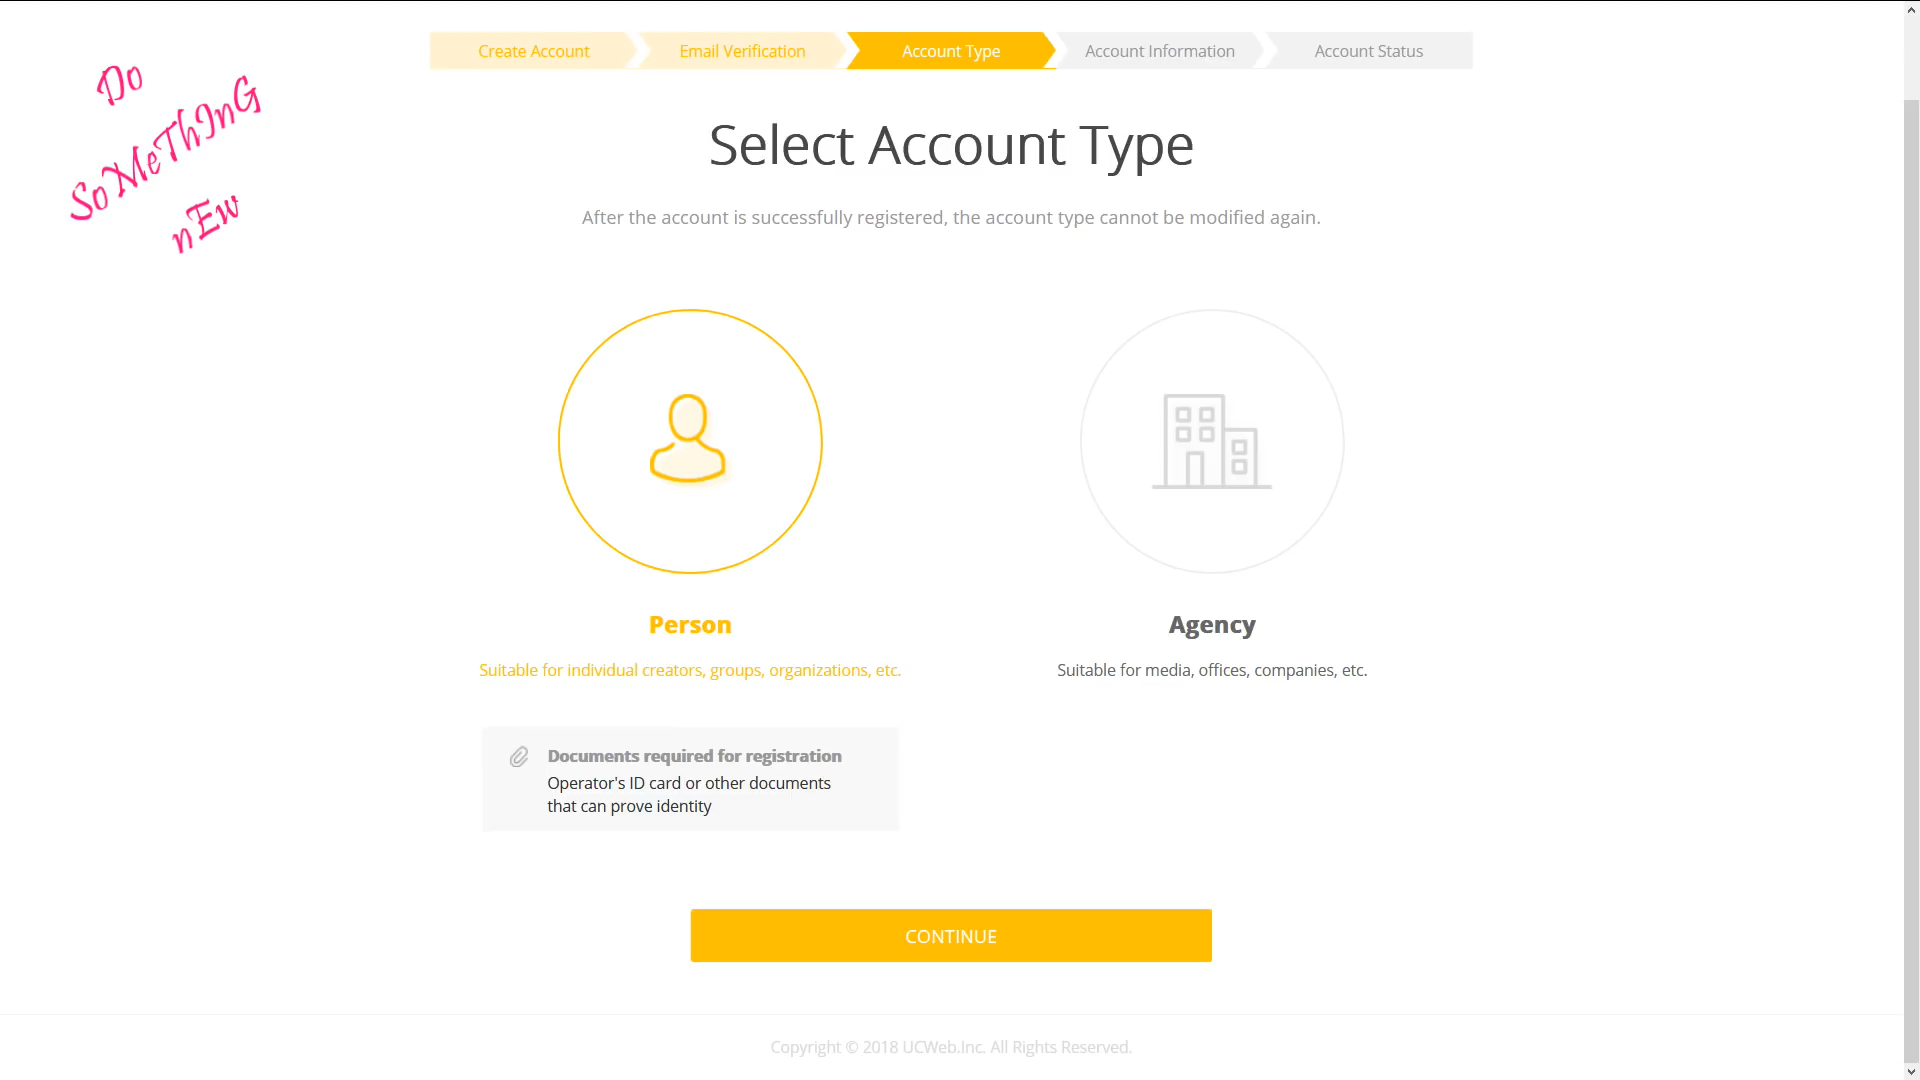 Create Account
Email Verification
Account Type
Account Information
Account Status
Do
SoMeThInG
nEw
Select Account Type
After the account is successfully registered, the account type cannot be modified again.
Person
Agency
Suitable for individual creators, groups, organizations, etc.
Suitable for media, offices, companies, etc.
Documents required for registration
Operator's ID card or other documents
that can prove identity
CONTINUE
Copyright © 2018 UCWeb.Inc. All Rights Reserved.